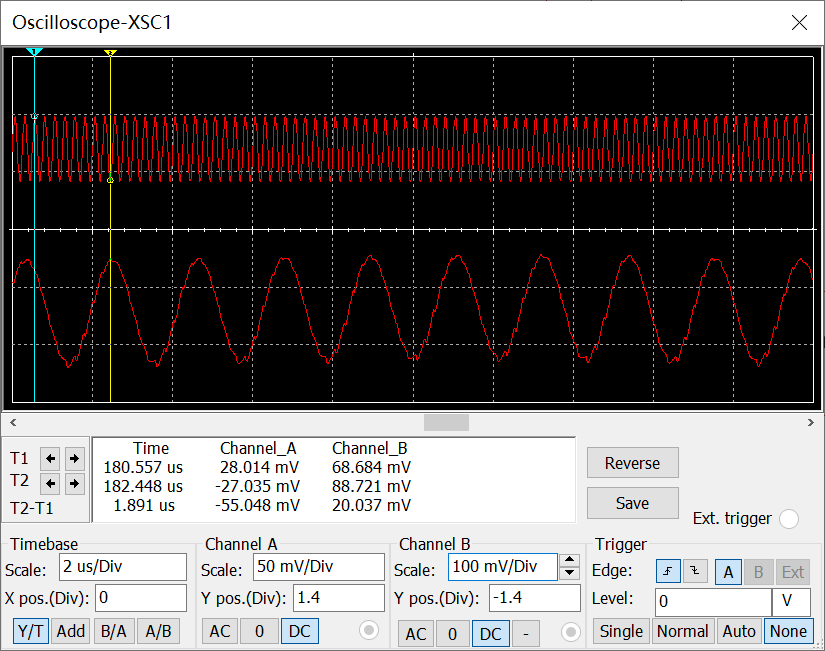 Oscilloscope-XSC1
1 2
Time Channel_A Channel_B
T1 180.557 us 28.014 mV 68.684 mV
T2 182.448 us -27.035 mV 88.721 mV
T2-T1 1.891 us -55.048 mV 20.037 mV
Reverse
Save
Ext. trigger
Timebase
Scale: 2 us/Div
X pos.(Div): 0
Y/T Add B/A A/B
Channel A
Scale: 50 mV/Div
Y pos.(Div): 1.4
AC 0 DC
Channel B
Scale: 100 mV/Div
Y pos.(Div): -1.4
AC 0 DC -
Trigger
Edge: A B Ext
Level: 0 V
Single Normal Auto None